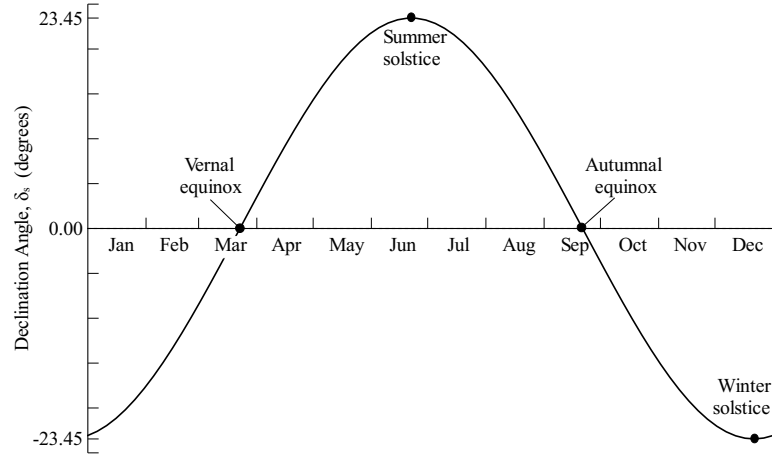 23.45
Summer
solstice
Declination Angle, δₛ (degrees)
Vernal
equinox
Autumnal
equinox
0.00
Jan Feb Mar Apr May Jun Jul Aug Sep Oct Nov Dec
Winter
solstice
-23.45